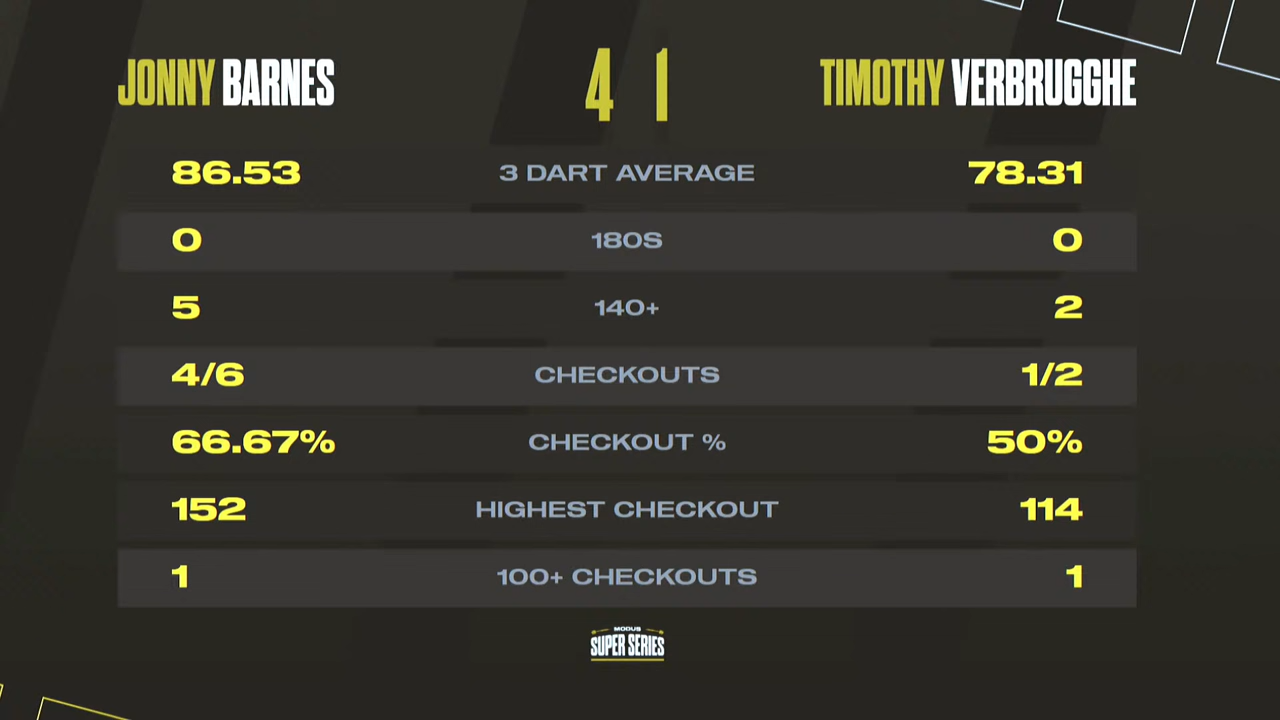 JONNY BARNES 4 1 TIMOTHY VERBRUGGHE
86.53 3 DART AVERAGE 78.31
0 180S 0
5 140+ 2
4/6 CHECKOUTS 1/2
66.67% CHECKOUT % 50%
152 HIGHEST CHECKOUT 114
1 100+ CHECKOUTS 1
MODUS
SUPER SERIES